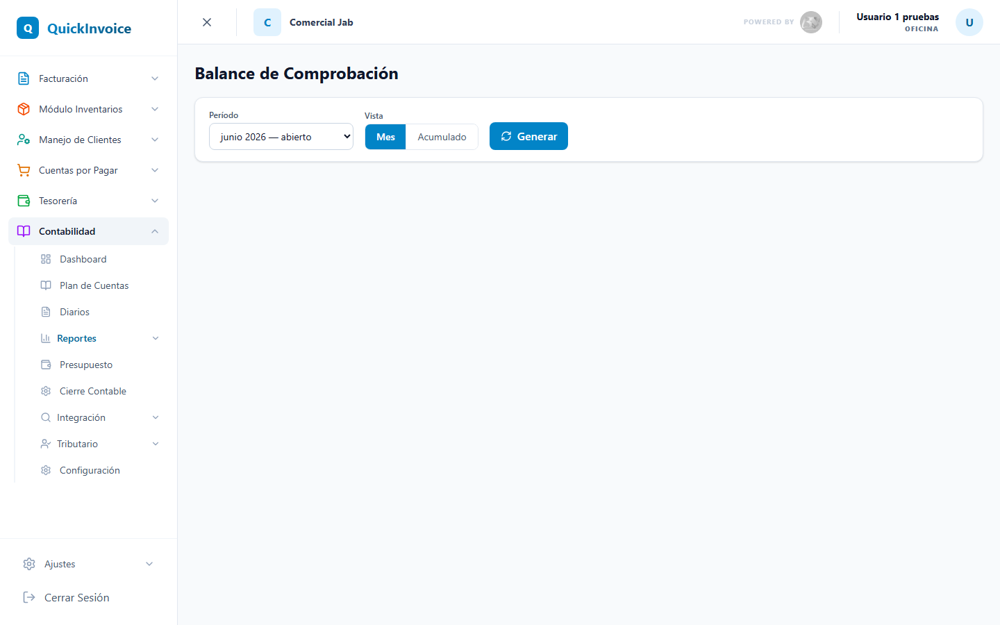 Q QuickInvoice
C Comercial Jab
POWERED BY
Usuario 1 pruebas
OFICINA
U
Facturación
Módulo Inventarios
Manejo de Clientes
Cuentas por Pagar
Tesorería
Contabilidad
Dashboard
Plan de Cuentas
Diarios
Reportes
Presupuesto
Cierre Contable
Integración
Tributario
Configuración
Ajustes
Cerrar Sesión
Balance de Comprobación
Período
junio 2026 — abierto
Vista
Mes Acumulado
Generar